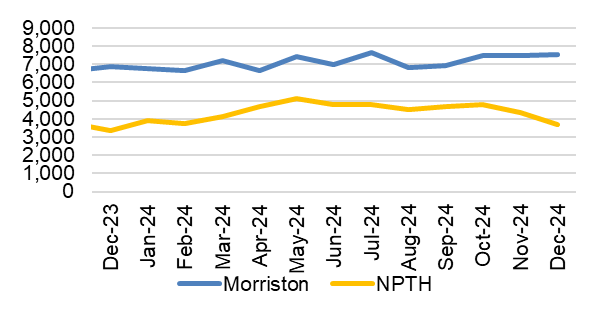 9,000
8,000
7,000
6,000
5,000
4,000
3,000
2,000
1,000
0
Dec-23
Jan-24
Feb-24
Mar-24
Apr-24
May-24
Jun-24
Jul-24
Aug-24
Sep-24
Oct-24
Nov-24
Dec-24
Morriston NPTH